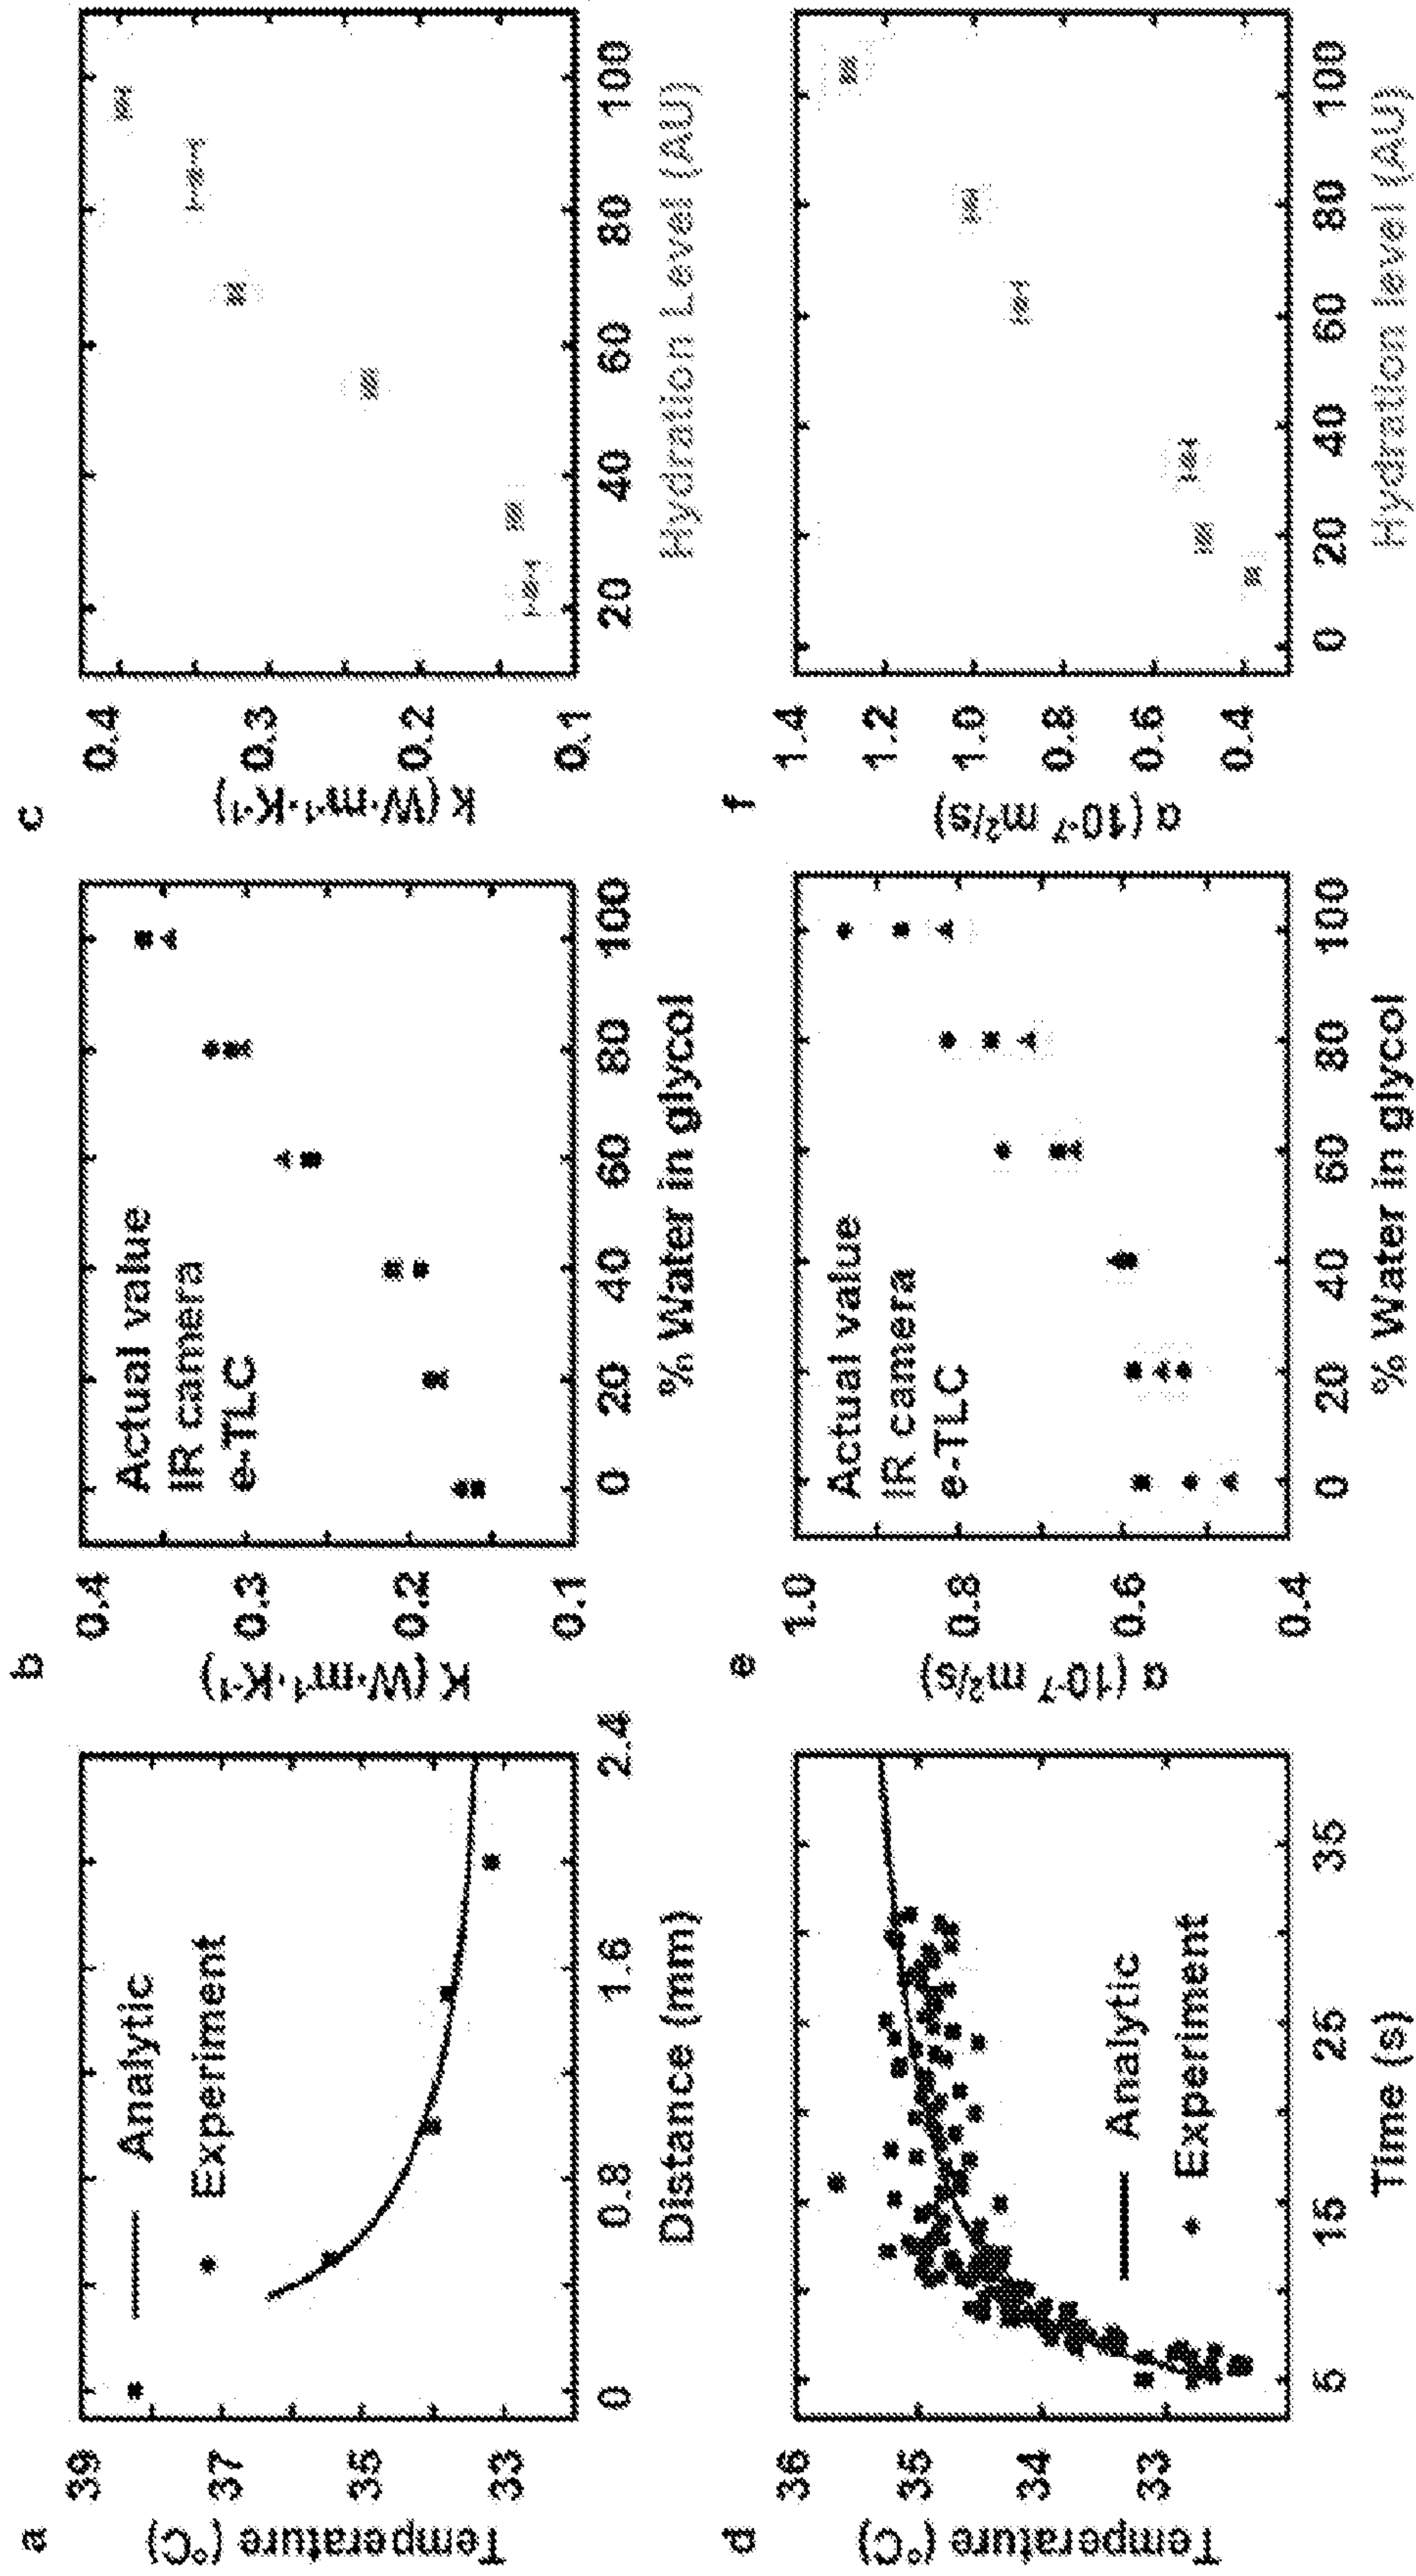 a
39
37
35
33
Temperature (°C)
Analytic
Experiment
0 0.8 1.6 2.4
Distance (mm)
b
0.4
0.3
0.2
0.1
K (W·m-1·K-1)
Actual value
IR camera
e-TLC
0 20 40 60 80 100
% Water in glycol
c
0.4
0.3
0.2
0.1
k (W·m-1·K-1)
20 40 60 80 100
Hydration Level (AU)
d
36
35
34
33
Temperature (°C)
Analytic
Experiment
5 15 25 35
Time (s)
e
1.0
0.8
0.6
0.4
α (10-7 m2/s)
Actual value
IR camera
e-TLC
0 20 40 60 80 100
% Water in glycol
f
1.4
1.2
1.0
0.8
0.6
0.4
α (10-7 m2/s)
0 20 40 60 80 100
Hydration level (AU)